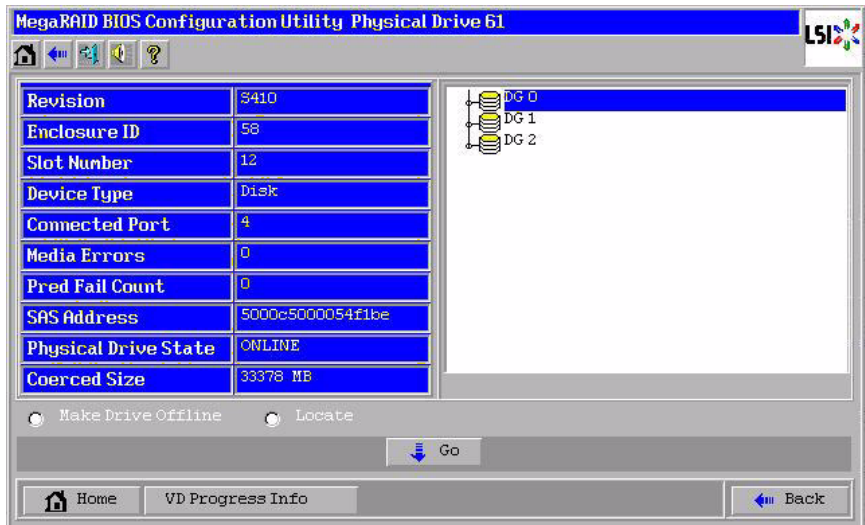 MegaRAID BIOS Configuration Utility Physical Drive 61
LSI
?
Revision S410
Enclosure ID 58
Slot Number 12
Device Type Disk
Connected Port 4
Media Errors 0
Pred Fail Count 0
SAS Address 5000c5000054f1be
Physical Drive State ONLINE
Coerced Size 33378 MB
DG 0
DG 1
DG 2
Make Drive Offline Locate
Go
Home VD Progress Info Back